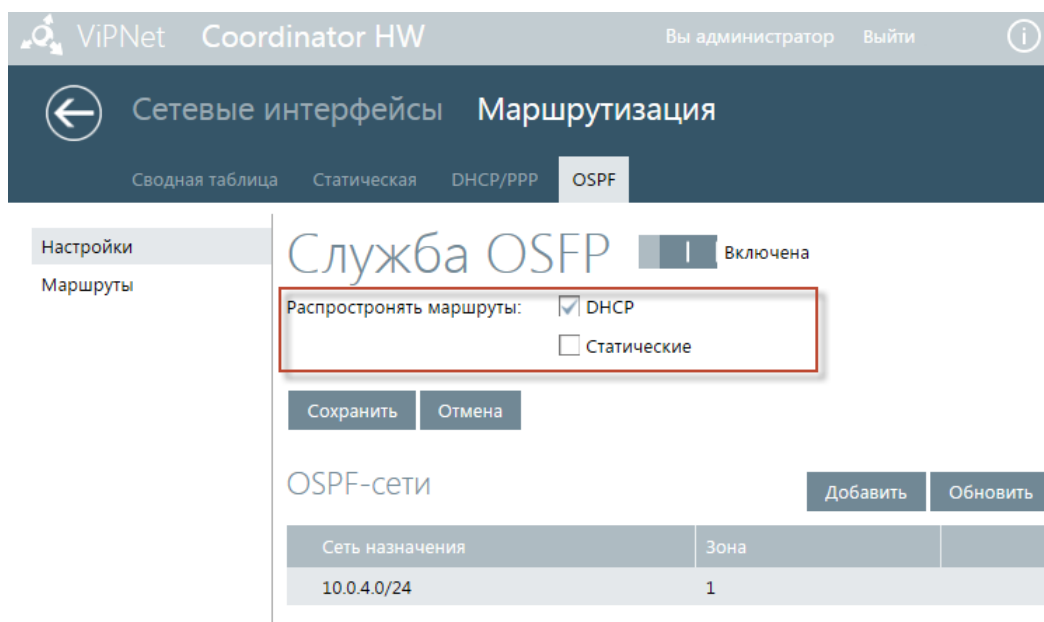 ViPNet Coordinator HW
Вы администратор Выйти
Сетевые интерфейсы Маршрутизация
Сводная таблица Статическая DHCP/PPP OSPF
Настройки
Маршруты
Служба OSFP Включена
Распростронять маршруты: DHCP
Статические
Сохранить Отмена
OSPF-сети
Добавить Обновить
Сеть назначения Зона
10.0.4.0/24 1